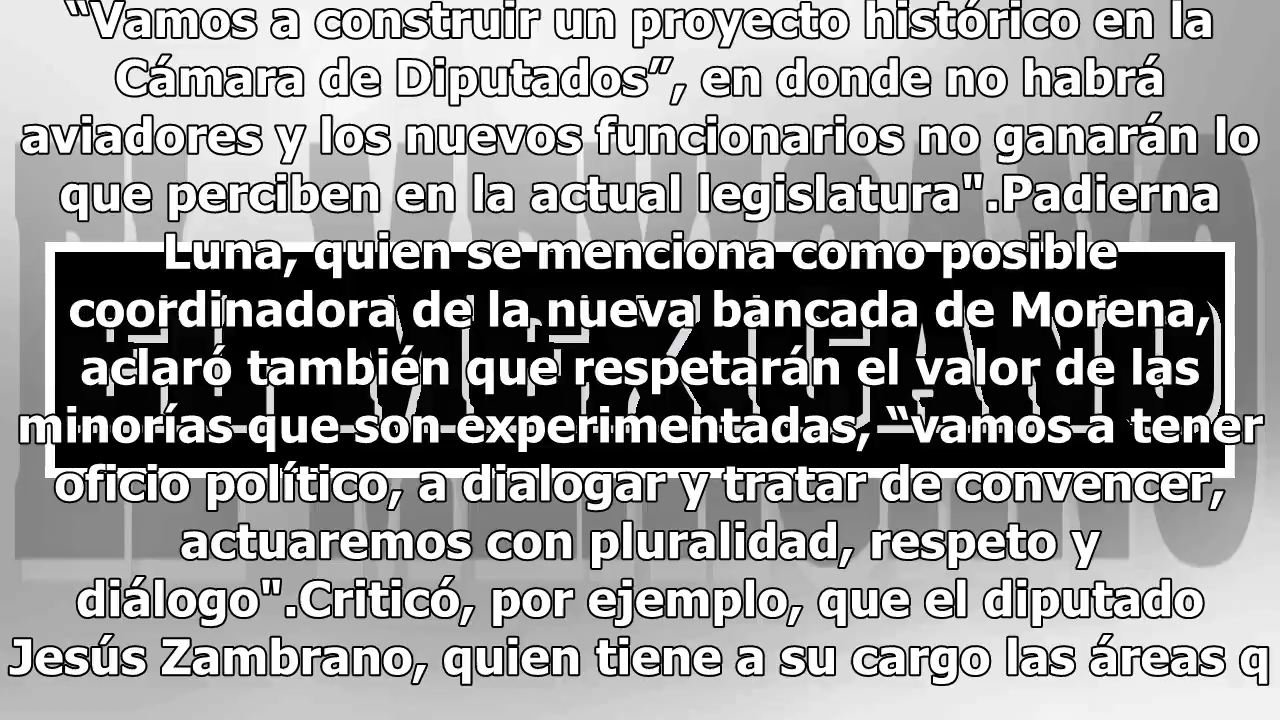 “Vamos a construir un proyecto histórico en la
Cámara de Diputados”, en donde no habrá
aviadores y los nuevos funcionarios no ganarán lo
que perciben en la actual legislatura".Padierna
Luna, quien se menciona como posible
coordinadora de la nueva bancada de Morena,
aclaró también que respetarán el valor de las
minorías que son experimentadas, “vamos a tener
oficio político, a dialogar y tratar de convencer,
actuaremos con pluralidad, respeto y
diálogo".Criticó, por ejemplo, que el diputado
Jesús Zambrano, quien tiene a su cargo las áreas q
EL MEXICANO